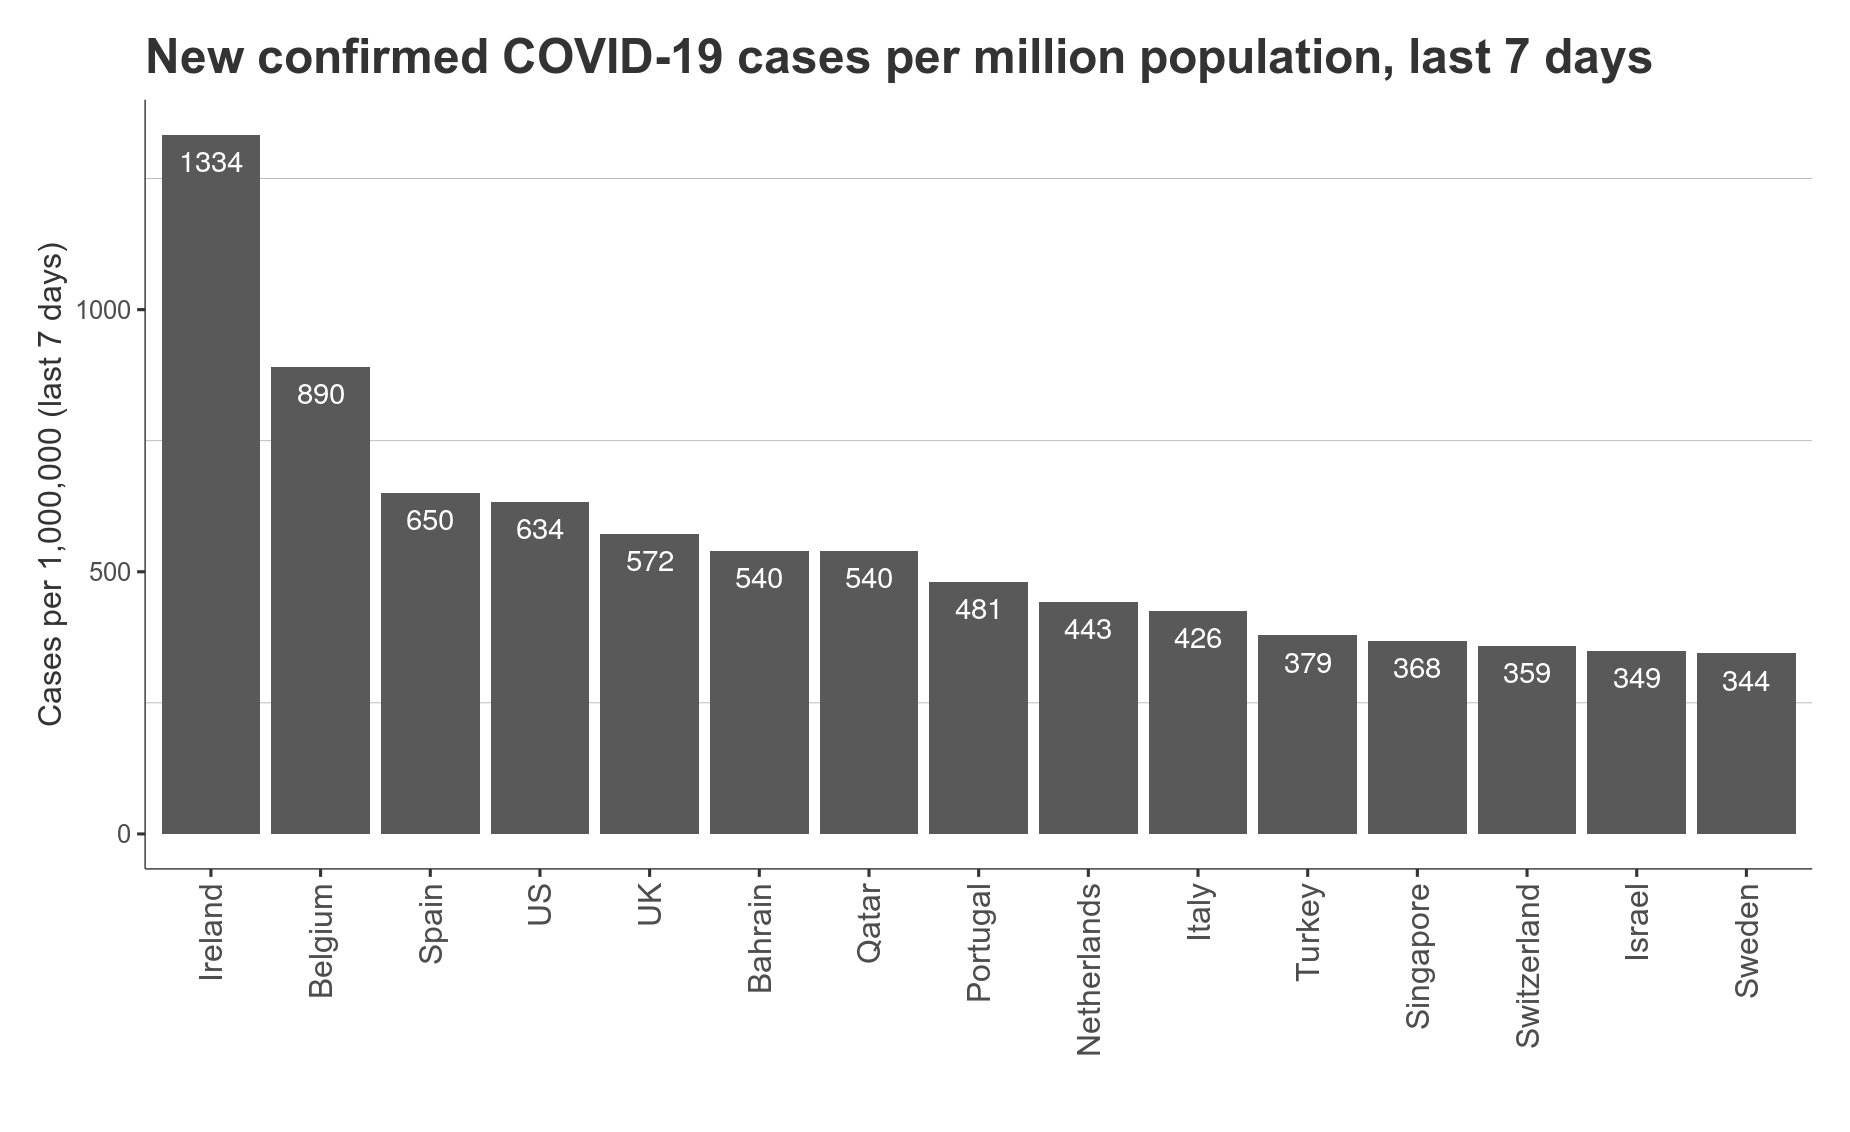 New confirmed COVID-19 cases per million population, last 7 days
Cases per 1,000,000 (last 7 days)
1000
500
0
1334
890
650
634
572
540
540
481
443
426
379
368
359
349
344
Ireland
Belgium
Spain
US
UK
Bahrain
Qatar
Portugal
Netherlands
Italy
Turkey
Singapore
Switzerland
Israel
Sweden